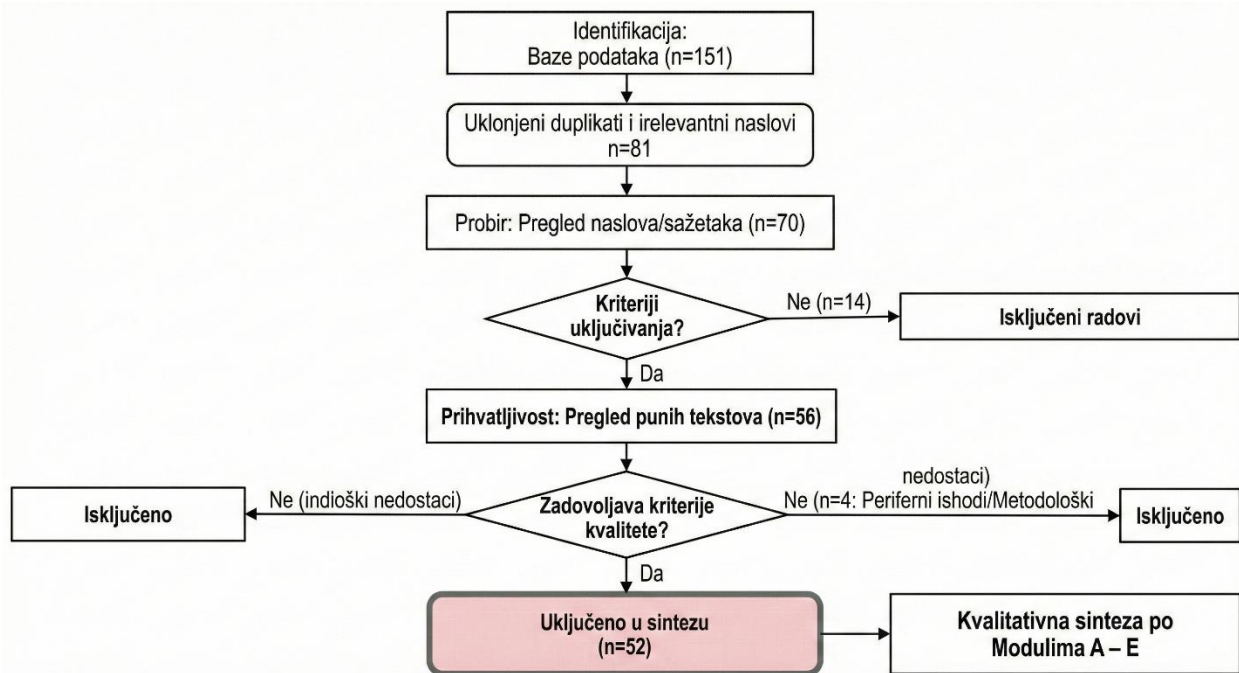 Identifikacija:
Baze podataka (n=151)
Uklonjeni duplikati i irelevantni naslovi
n=81
Probir: Pregled naslova/sažetaka (n=70)
Kriteriji
uključivanja?
Ne (n=14)
Isključeni radovi
Da
Prihvatljivost: Pregled punih tekstova (n=56)
Isključeno
Ne (indioški nedostaci)
Zadovoljava kriterije
kvalitete?
nedostaci)
Ne (n=4: Periferni ishodi/Metodološki
Isključeno
Da
Uključeno u sintezu
(n=52)
Kvalitativna sinteza po
Modulima A – E